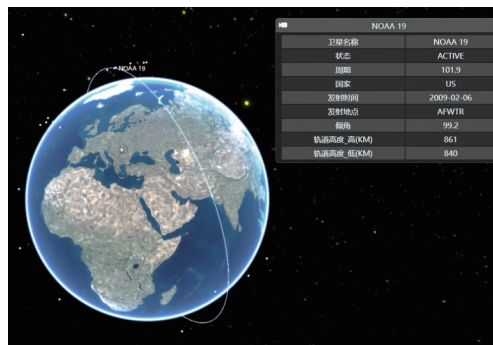 NOAA 19
NOAA 19
卫星名称 NOAA 19
状态 ACTIVE
周期 101.9
国家 US
发射时间 2009-02-06
发射地点 AFWTR
倾角 99.2
轨道高度_高(KM) 861
轨道高度_低(KM) 840